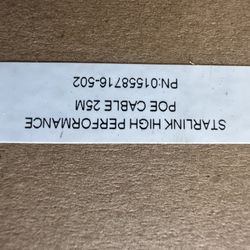 STARLINK HIGH PERFORMANCE
POE CABLE 25M
PN:01558716-502